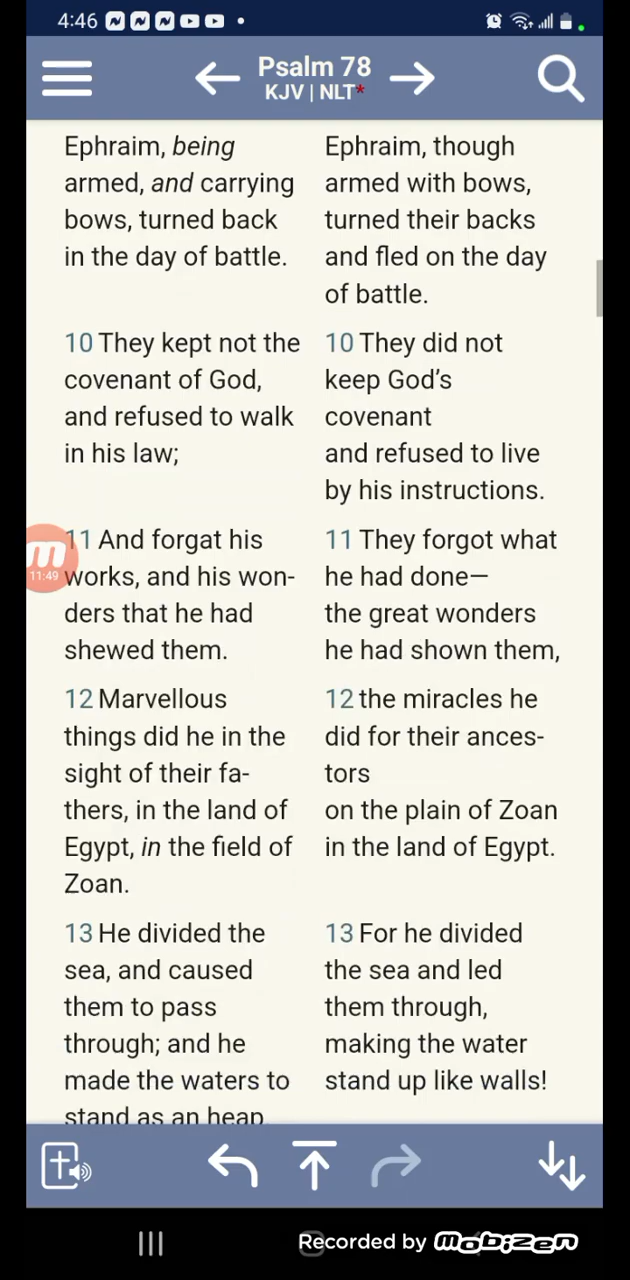 4:46
Psalm 78
KJV | NLT*
Ephraim, being
armed, and carrying
bows, turned back
in the day of battle.
10 They kept not the
covenant of God,
and refused to walk
in his law;
11 And forgat his
works, and his won-
ders that he had
shewed them.
12 Marvellous
things did he in the
sight of their fa-
thers, in the land of
Egypt, in the field of
Zoan.
13 He divided the
sea, and caused
them to pass
through; and he
made the waters to
stand as an heap.
Ephraim, though
armed with bows,
turned their backs
and fled on the day
of battle.
10 They did not
keep God’s
covenant
and refused to live
by his instructions.
11 They forgot what
he had done—
the great wonders
he had shown them,
12 the miracles he
did for their ances-
tors
on the plain of Zoan
in the land of Egypt.
13 For he divided
the sea and led
them through,
making the water
stand up like walls!
m
11:49
Recorded by mobizen